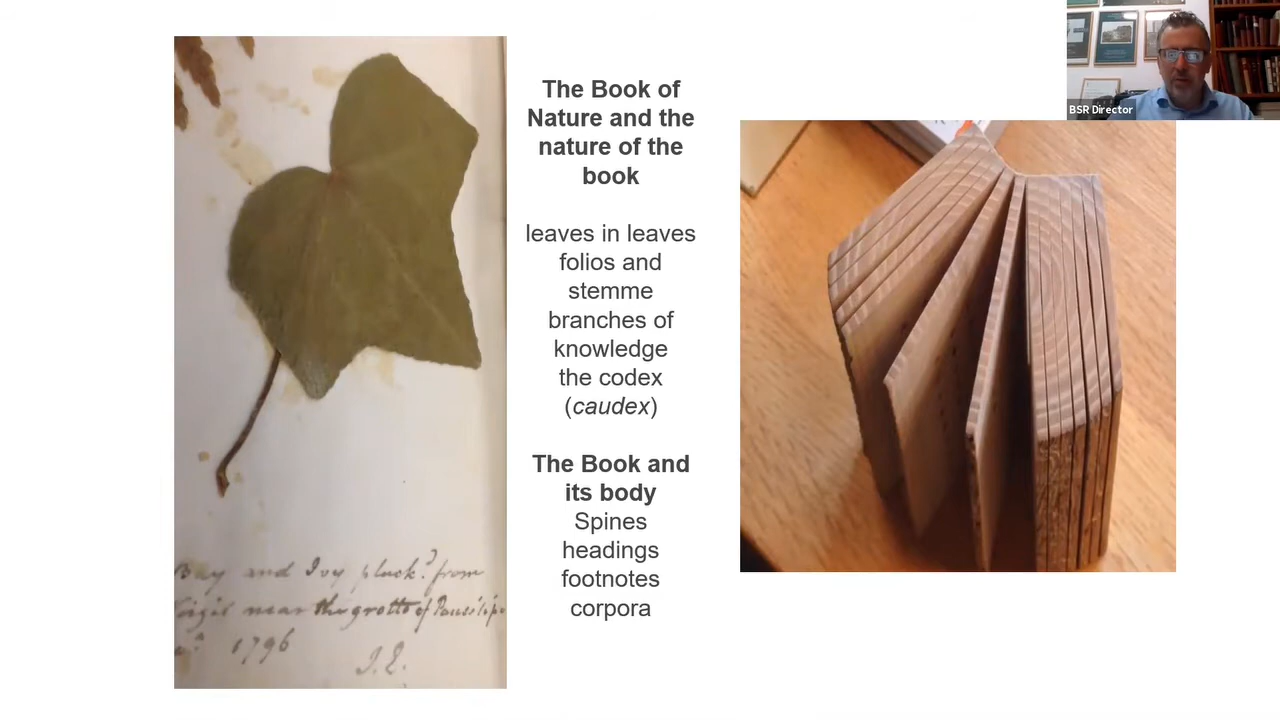 BSR Director
The Book of
Nature and the
nature of the
book
leaves in leaves
folios and
stemme
branches of
knowledge
the codex
(caudex)
The Book and
its body
Spines
headings
footnotes
corpora
Bay and Ivy pluck.d from
near the grotto of
1796
J.E.